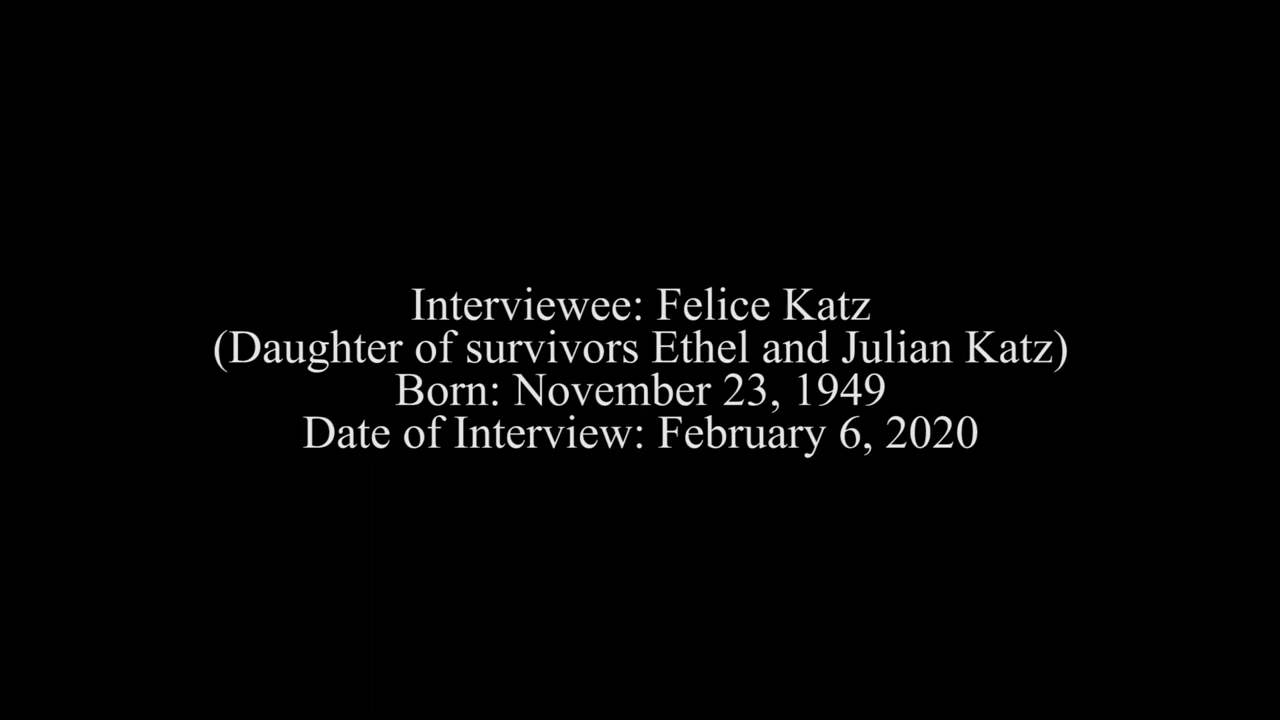 Interviewee: Felice Katz
(Daughter of survivors Ethel and Julian Katz)
Born: November 23, 1949
Date of Interview: February 6, 2020